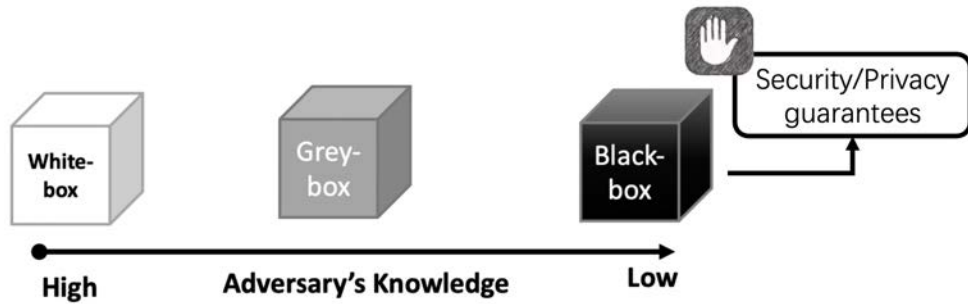 Security/Privacy
guarantees
White-
box
Grey-
box
Black-
box
High
Adversary's Knowledge
Low